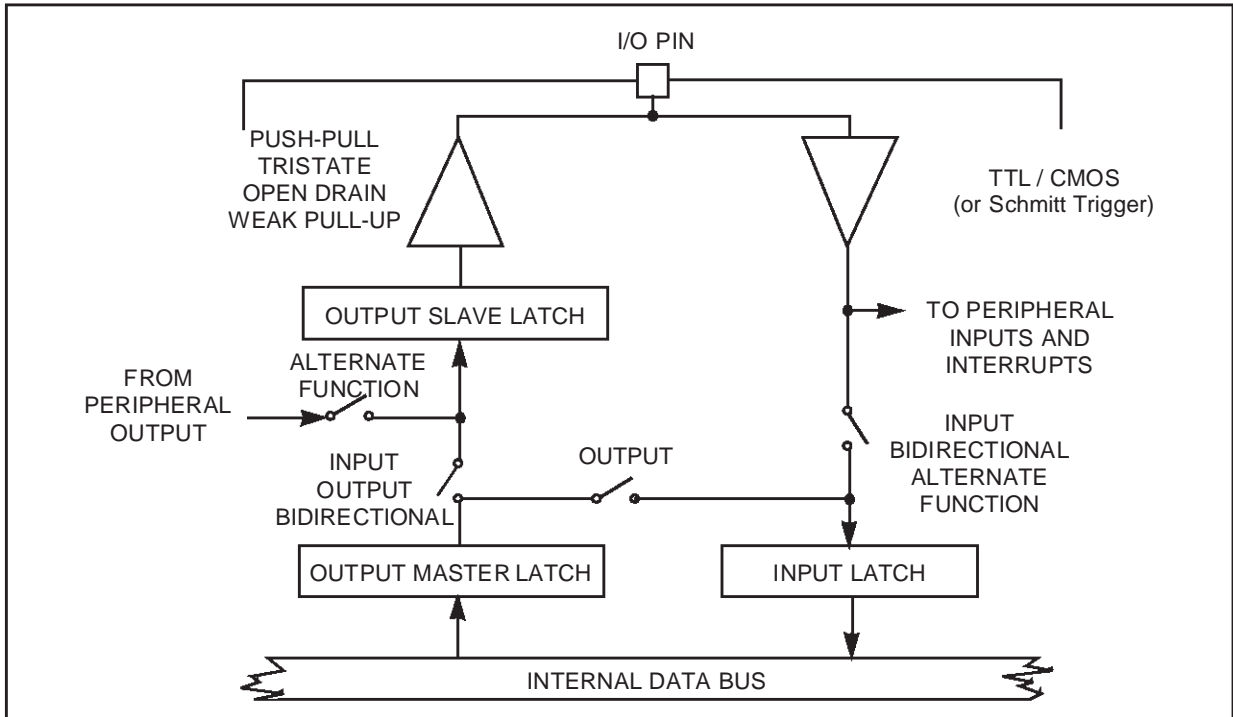 I/O PIN
PUSH-PULL
TRISTATE
OPEN DRAIN
WEAK PULL-UP
TTL / CMOS
(or Schmitt Trigger)
OUTPUT SLAVE LATCH
TO PERIPHERAL
INPUTS AND
INTERRUPTS
ALTERNATE
FUNCTION
FROM
PERIPHERAL
OUTPUT
INPUT
OUTPUT
BIDIRECTIONAL
OUTPUT
INPUT
BIDIRECTIONAL
ALTERNATE
FUNCTION
OUTPUT MASTER LATCH
INPUT LATCH
INTERNAL DATA BUS